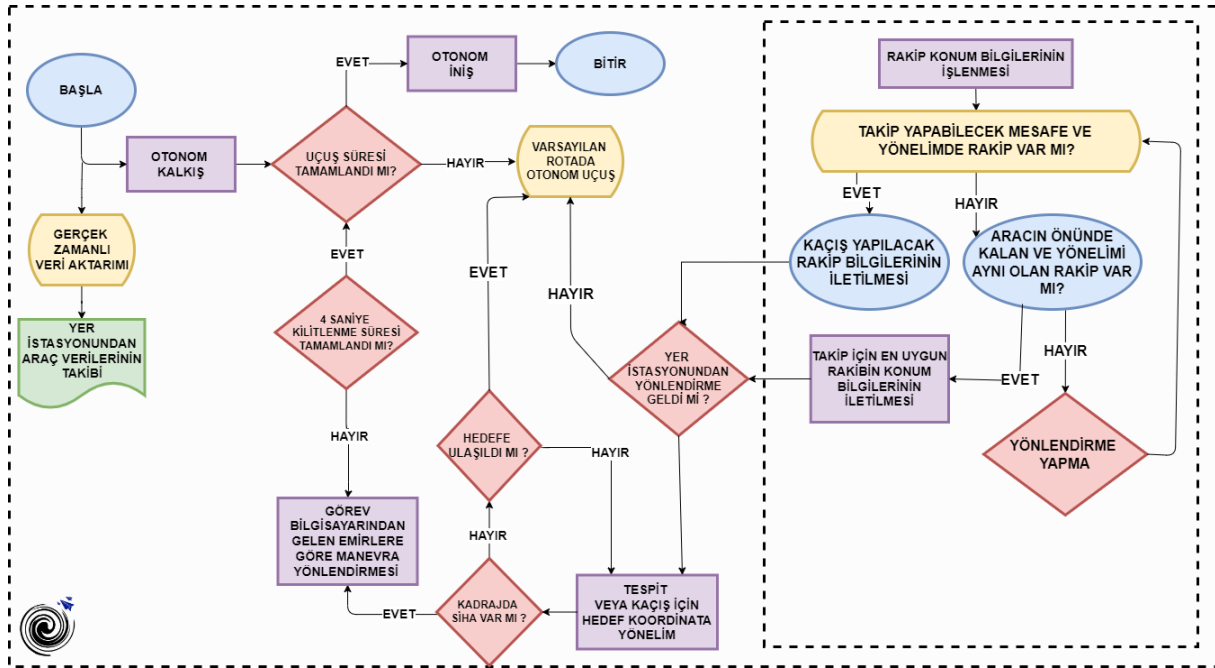 BAŞLA
OTONOM
KALKIŞ
GERÇEK
ZAMANLI
VERİ AKTARIMI
YER
İSTASYONUNDAN
ARAÇ VERİLERİNİN
TAKİBİ
UÇUŞ SÜRESİ
TAMAMLANDI MI?
EVET
OTONOM
İNİŞ
BİTİR
HAYIR
VARSAYILAN
ROTADA
OTONOM UÇUŞ
EVET
4 SANİYE
KİLİTLENME SÜRESİ
TAMAMLANDI MI?
HAYIR
GÖREV
BİLGİSAYARINDAN
GELEN EMİRLERE
GÖRE MANEVRA
YÖNLENDİRMESİ
EVET
HEDEFE
ULAŞILDI MI ?
HAYIR
HAYIR
KADRAJDA
SİHA VAR MI ?
EVET
TESPİT
VEYA KAÇIŞ İÇİN
HEDEF KOORDİNATA
YÖNELİM
HAYIR
YER
İSTASYONUNDAN
YÖNLENDİRME
GELDİ Mİ ?
RAKİP KONUM BİLGİLERİNİN
İŞLENMESİ
TAKİP YAPABİLECEK MESAFE VE
YÖNELİMDE RAKİP VAR MI?
EVET
HAYIR
KAÇIŞ YAPILACAK
RAKİP BİLGİLERİNİN
İLETİLMESİ
ARACIN ÖNÜNDE
KALAN VE YÖNELİMİ
AYNI OLAN RAKİP VAR
MI?
TAKİP İÇİN EN UYGUN
RAKİBİN KONUM
BİLGİLERİNİN
İLETİLMESİ
EVET
HAYIR
YÖNLENDİRME
YAPMA